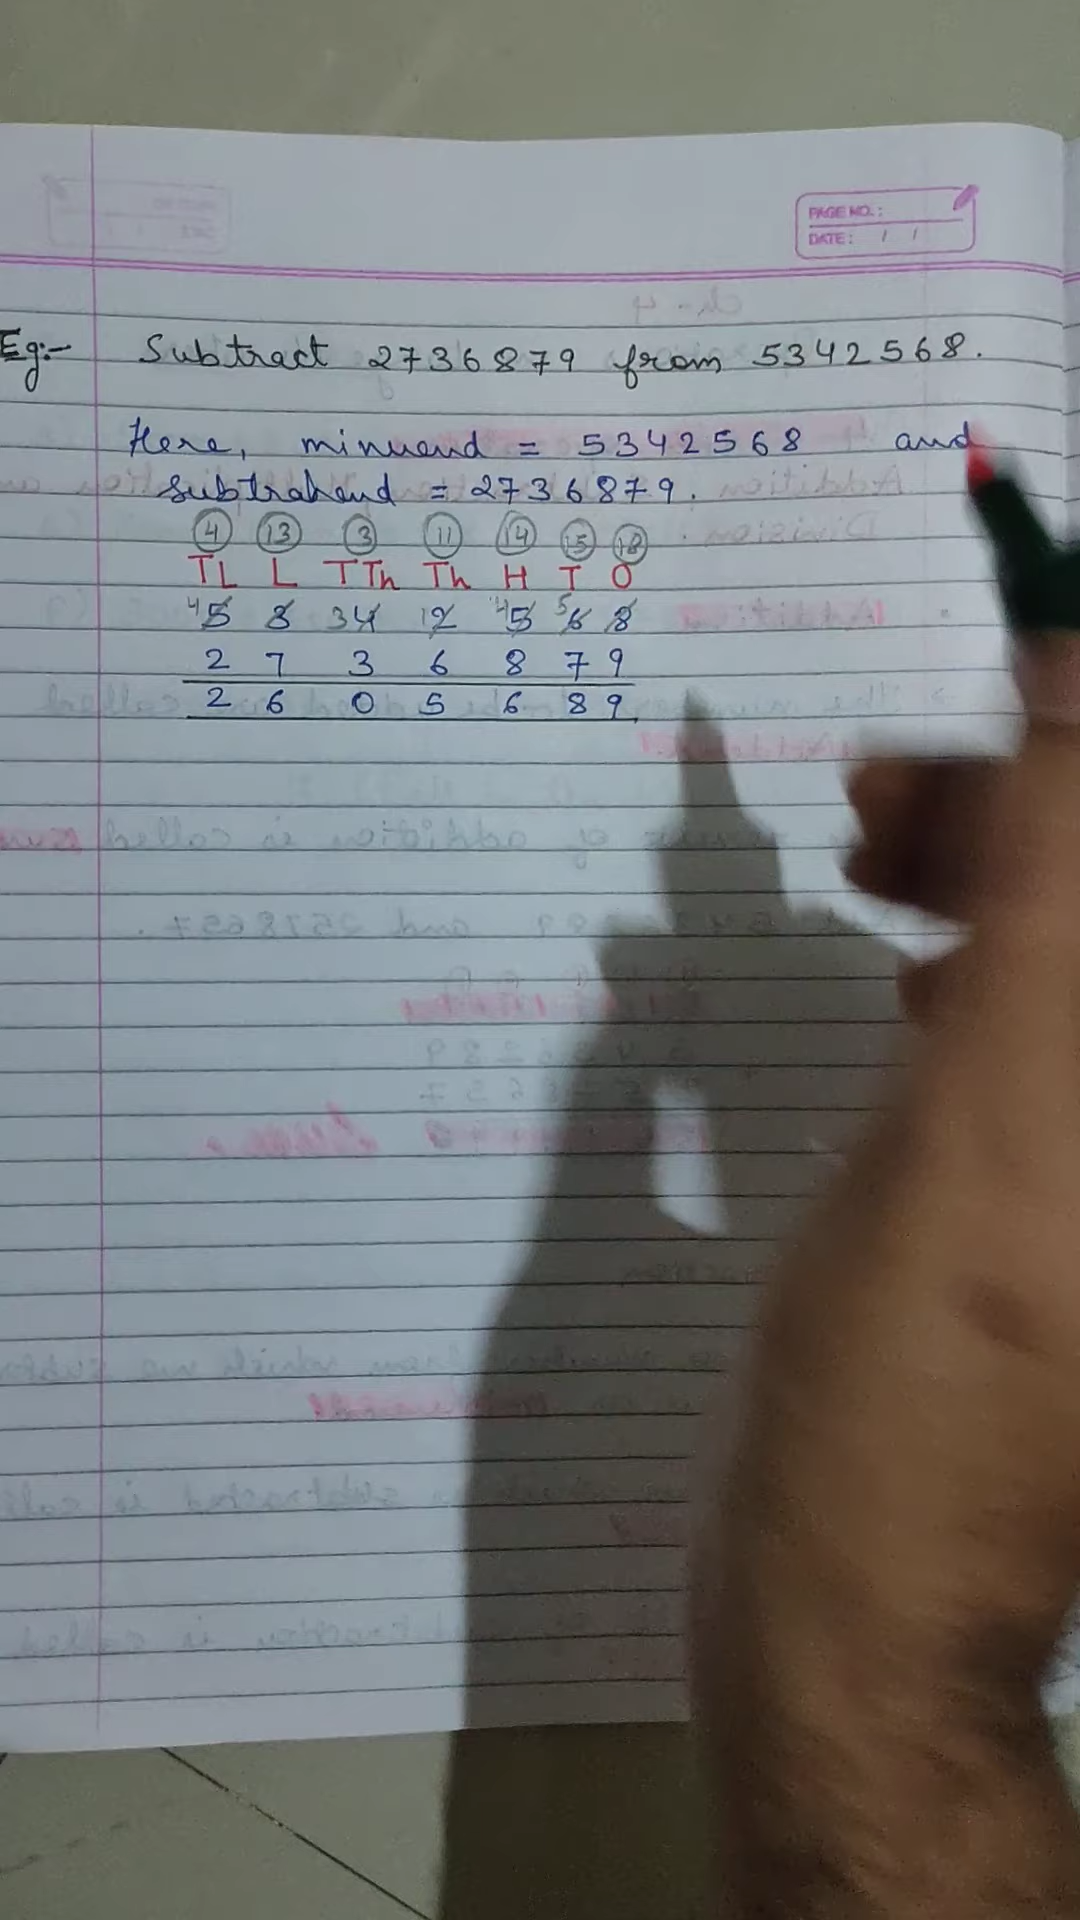 PAGE NO.:
DATE: / /
Eg:- Subtract 2736879 from 5342568.
Here, minuend = 5342568 and
subtrahend = 2736879.
4 13 3 11 14 15 18
TL L TTh Th H T O
45 3 34 12 45 56 8
2 7 3 6 8 7 9
2 6 0 5 6 8 9